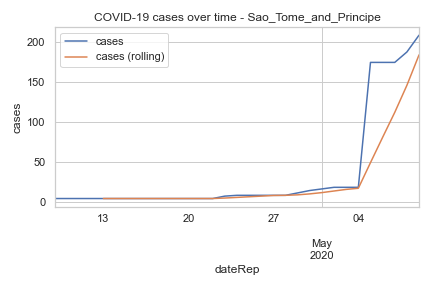 COVID-19 cases over time - Sao_Tome_and_Principe
cases
cases (rolling)
200
150
100
50
0
cases
13
20
27
04
May
2020
dateRep